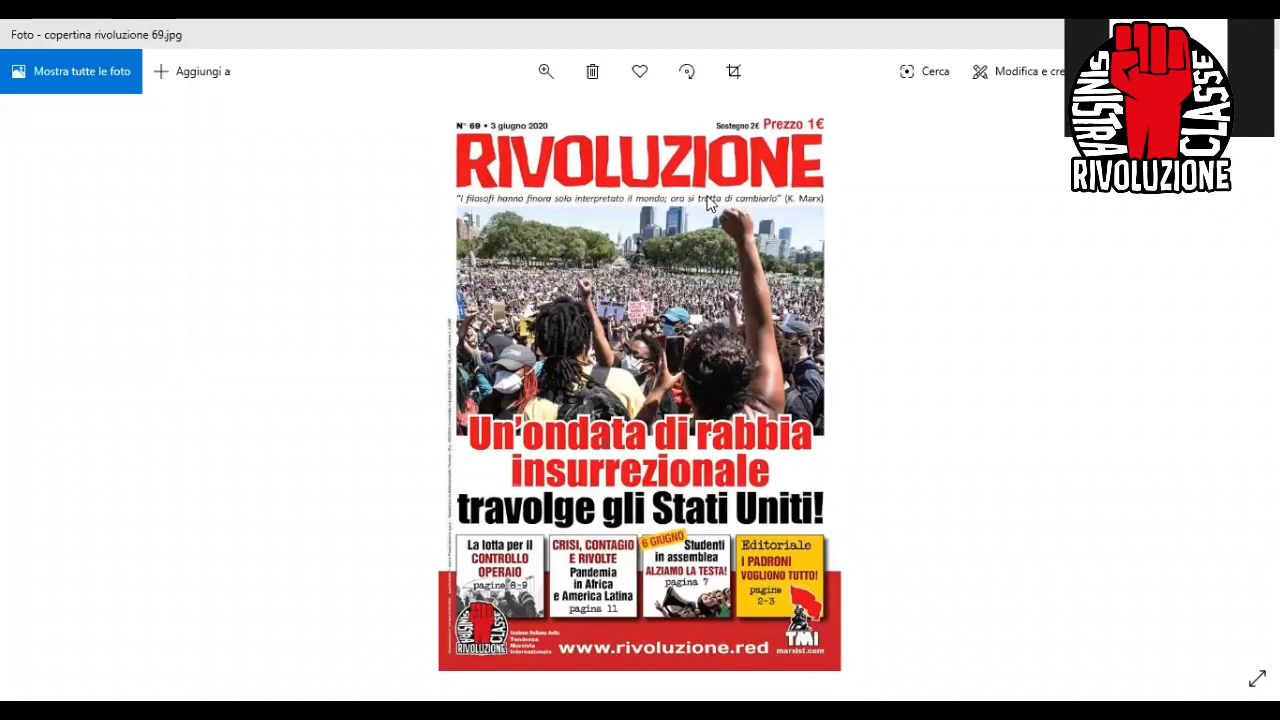 Foto - copertina rivoluzione 69.jpg
Mostra tutte le foto
Aggiungi a
Cerca
Modifica e cre
SINISTRA CLASSE
RIVOLUZIONE
N° 69 • 3 giugno 2020
Sostegno 2€ Prezzo 1€
RIVOLUZIONE
"I filosofi hanno finora solo interpretato il mondo; ora si tratta di cambiarlo" (K. Marx)
Un'ondata di rabbia
insurrezionale
travolge gli Stati Uniti!
La lotta per il
CONTROLLO
OPERAIO
pagine 8-9
CRISI, CONTAGIO
E RIVOLTE
Pandemia
in Africa
e America Latina
pagina 11
6 GIUGNO
Studenti
in assemblea
ALZIAMO LA TESTA!
pagina 7
Editoriale
I PADRONI
VOGLIONO TUTTO!
pagine
2-3
SINISTRA CLASSE
RIVOLUZIONE
Sezione italiana della
Tendenza
Marxista
Internazionale
www.rivoluzione.red
TMI
marxist.com